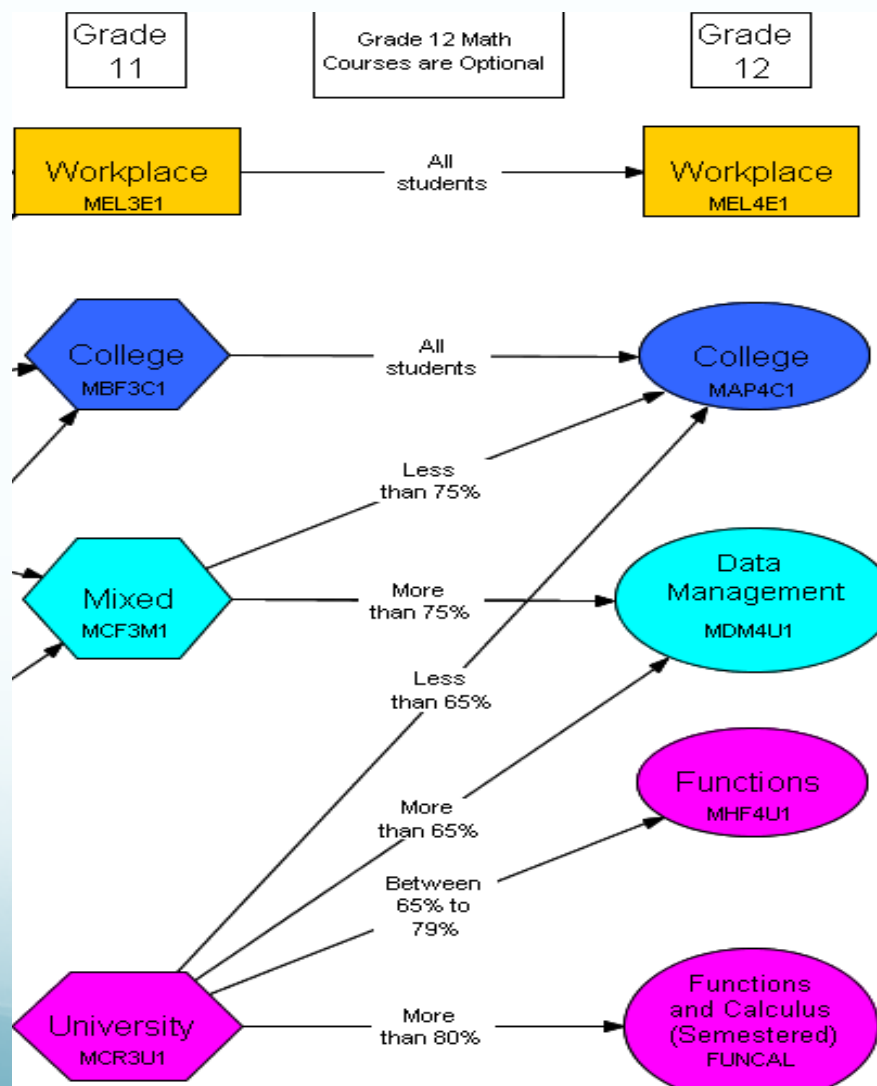 Grade
11
Grade 12 Math
Courses are Optional
Grade
12
Workplace
MEL3E1
All
students
Workplace
MEL4E1
College
MBF3C1
All
students
College
MAP4C1
Less
than 75%
Mixed
MCF3M1
More
than 75%
Data
Management
MDM4U1
Less
than 65%
Functions
MHF4U1
More
than 65%
Between
65% to
79%
University
MCR3U1
More
than 80%
Functions
and Calculus
(Semestered)
FUNCAL